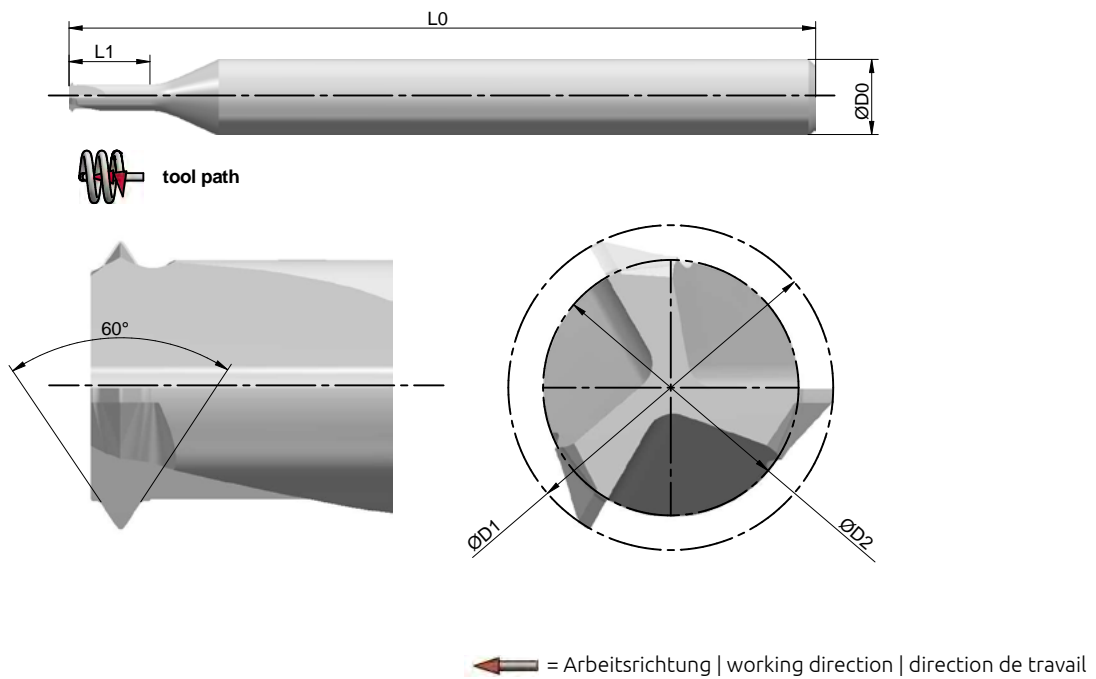 L0
L1
ØD0
tool path
60°
ØD1
ØD2
= Arbeitsrichtung | working direction | direction de travail